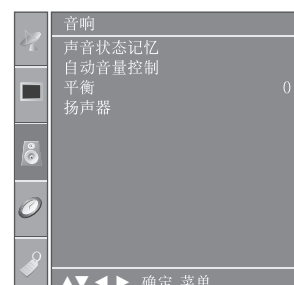 音响
声音状态记忆
自动音量控制
平衡 0
扬声器
▲▼◀▶ 确定 菜单